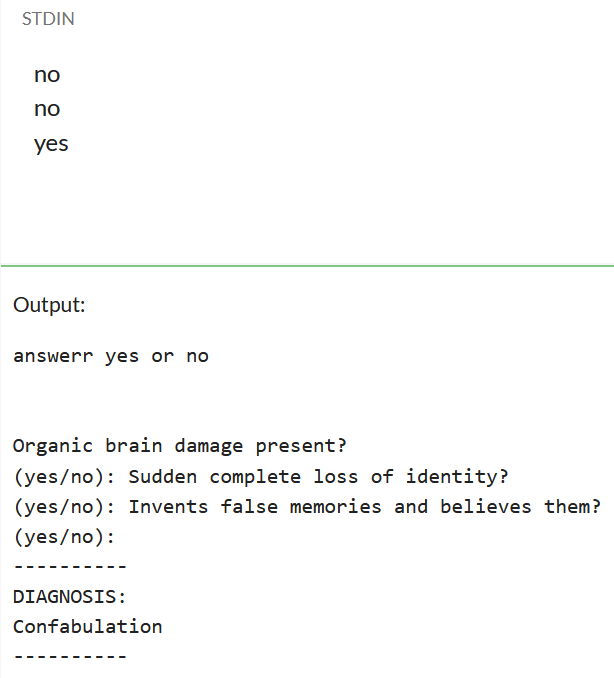 STDIN
no
no
yes
Output:
answerr yes or no
Organic brain damage present?
(yes/no): Sudden complete loss of identity?
(yes/no): Invents false memories and believes them?
(yes/no):
----------
DIAGNOSIS:
Confabulation
----------